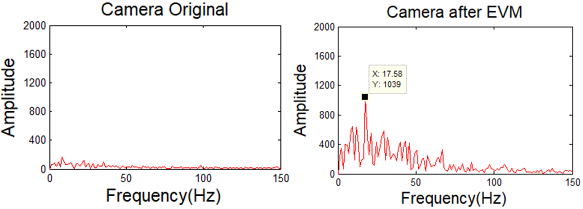 Camera Original
Amplitude
2000
1600
1200
800
400
0
0
50
100
150
Frequency(Hz)
Camera after EVM
Amplitude
2000
1600
1200
800
400
0
X: 17.58
Y: 1039
0
50
100
150
Frequency(Hz)